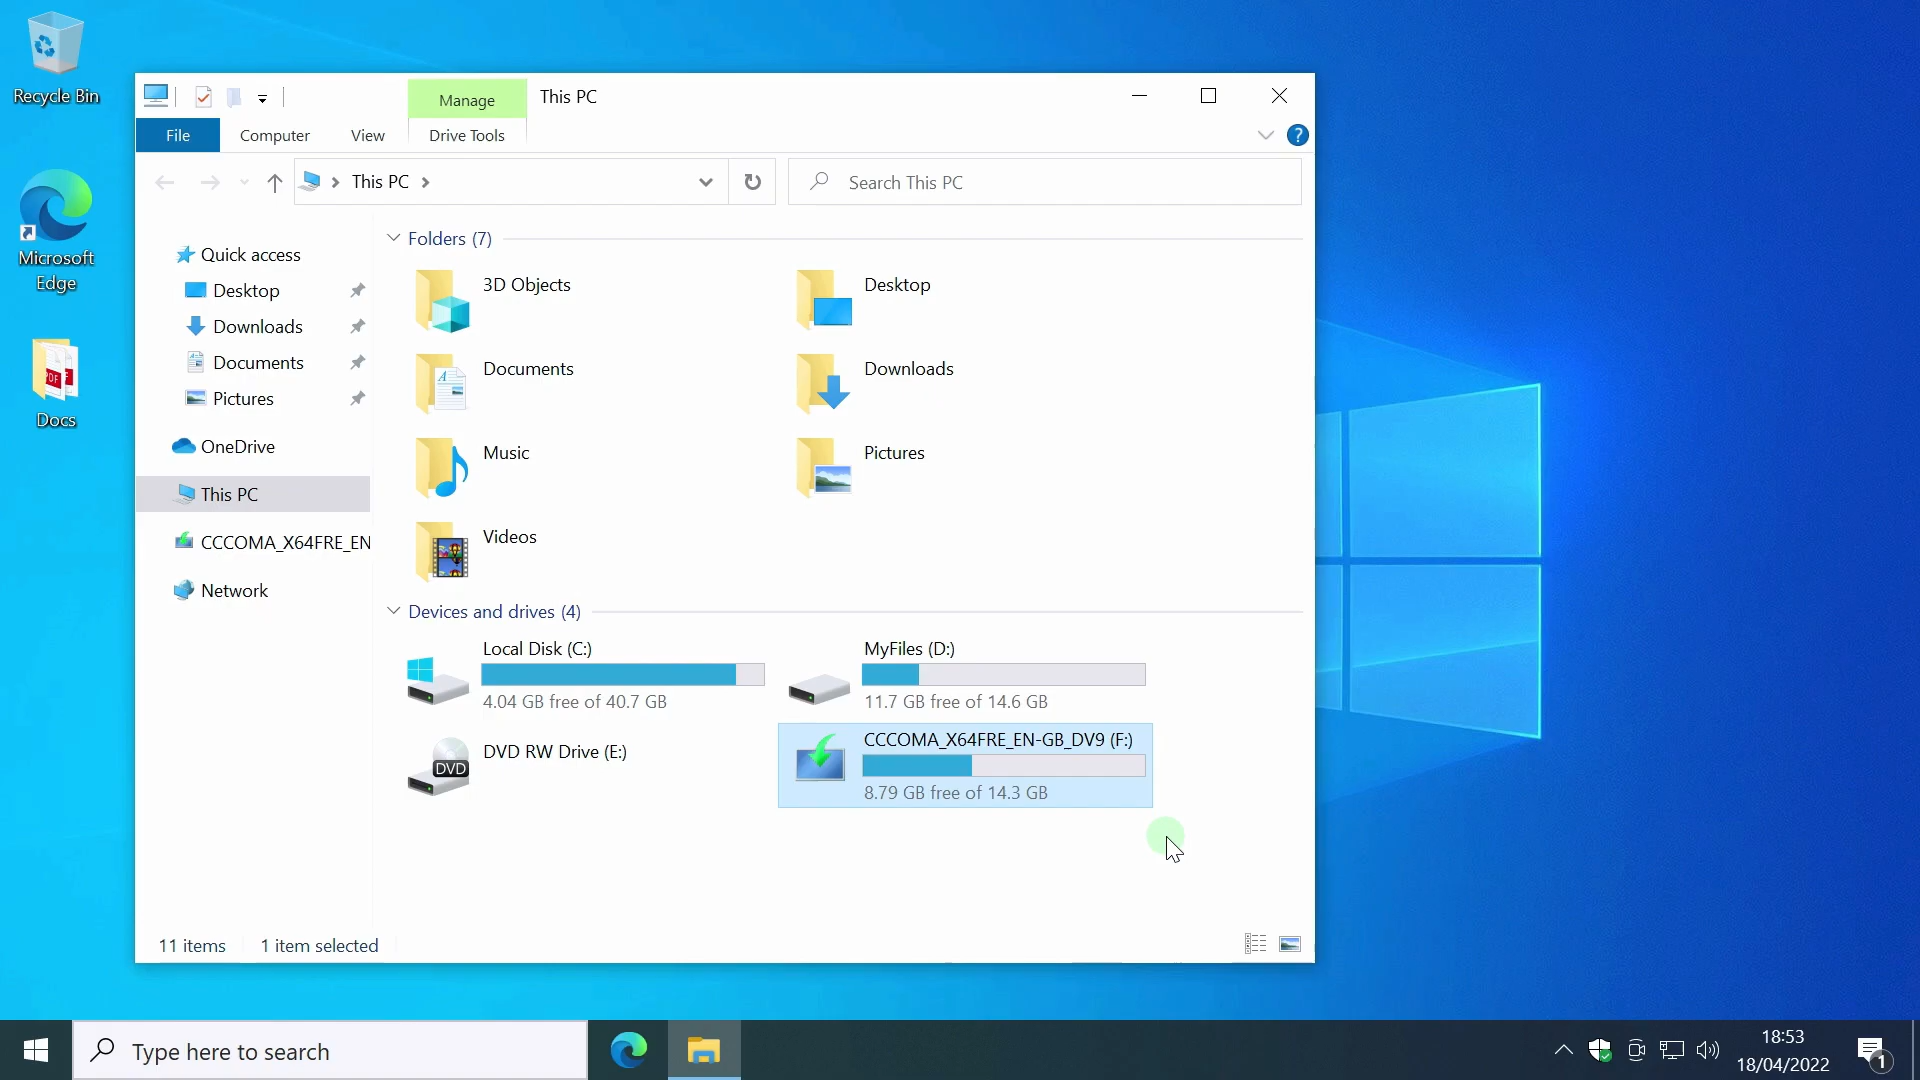 Recycle Bin
Microsoft
Edge
PDF
Docs
Manage
This PC
File
Computer
View
Drive Tools
?
This PC
Search This PC
Quick access
Desktop
Downloads
Documents
Pictures
OneDrive
This PC
CCCOMA_X64FRE_EN
Network
Folders (7)
3D Objects
Desktop
Documents
Downloads
Music
Pictures
Videos
Devices and drives (4)
Local Disk (C:)
4.04 GB free of 40.7 GB
MyFiles (D:)
11.7 GB free of 14.6 GB
DVD
DVD RW Drive (E:)
CCCOMA_X64FRE_EN-GB_DV9 (F:)
8.79 GB free of 14.3 GB
11 items
1 item selected
Type here to search
18:53
18/04/2022
1